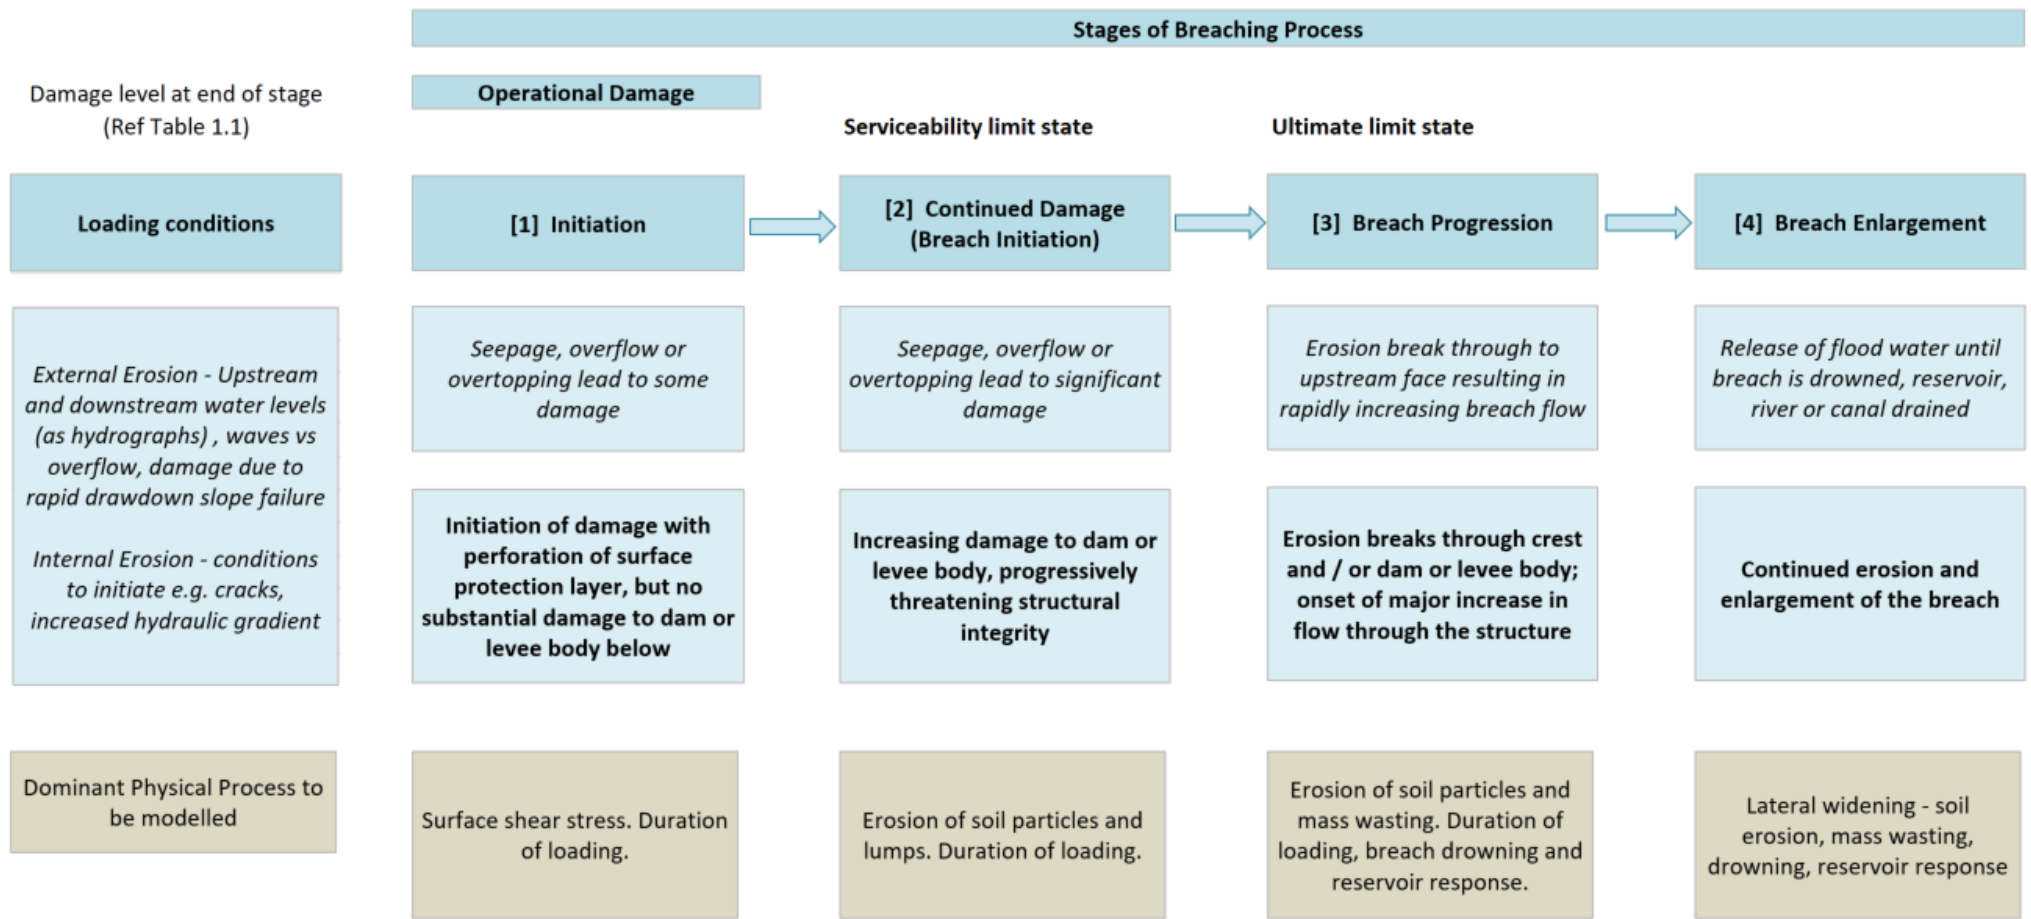 Stages of Breaching Process
Damage level at end of stage
(Ref Table 1.1)
Operational Damage
Serviceability limit state
Ultimate limit state
Loading conditions
[1] Initiation
[2] Continued Damage
(Breach Initiation)
[3] Breach Progression
[4] Breach Enlargement
External Erosion - Upstream
and downstream water levels
(as hydrographs) , waves vs
overflow, damage due to
rapid drawdown slope failure
Internal Erosion - conditions
to initiate e.g. cracks,
increased hydraulic gradient
Seepage, overflow or
overtopping lead to some
damage
Seepage, overflow or
overtopping lead to significant
damage
Erosion break through to
upstream face resulting in
rapidly increasing breach flow
Release of flood water until
breach is drowned, reservoir,
river or canal drained
Initiation of damage with
perforation of surface
protection layer, but no
substantial damage to dam or
levee body below
Increasing damage to dam or
levee body, progressively
threatening structural
integrity
Erosion breaks through crest
and / or dam or levee body;
onset of major increase in
flow through the structure
Continued erosion and
enlargement of the breach
Dominant Physical Process to
be modelled
Surface shear stress. Duration
of loading.
Erosion of soil particles and
lumps. Duration of loading.
Erosion of soil particles and
mass wasting. Duration of
loading, breach drowning and
reservoir response.
Lateral widening - soil
erosion, mass wasting,
drowning, reservoir response